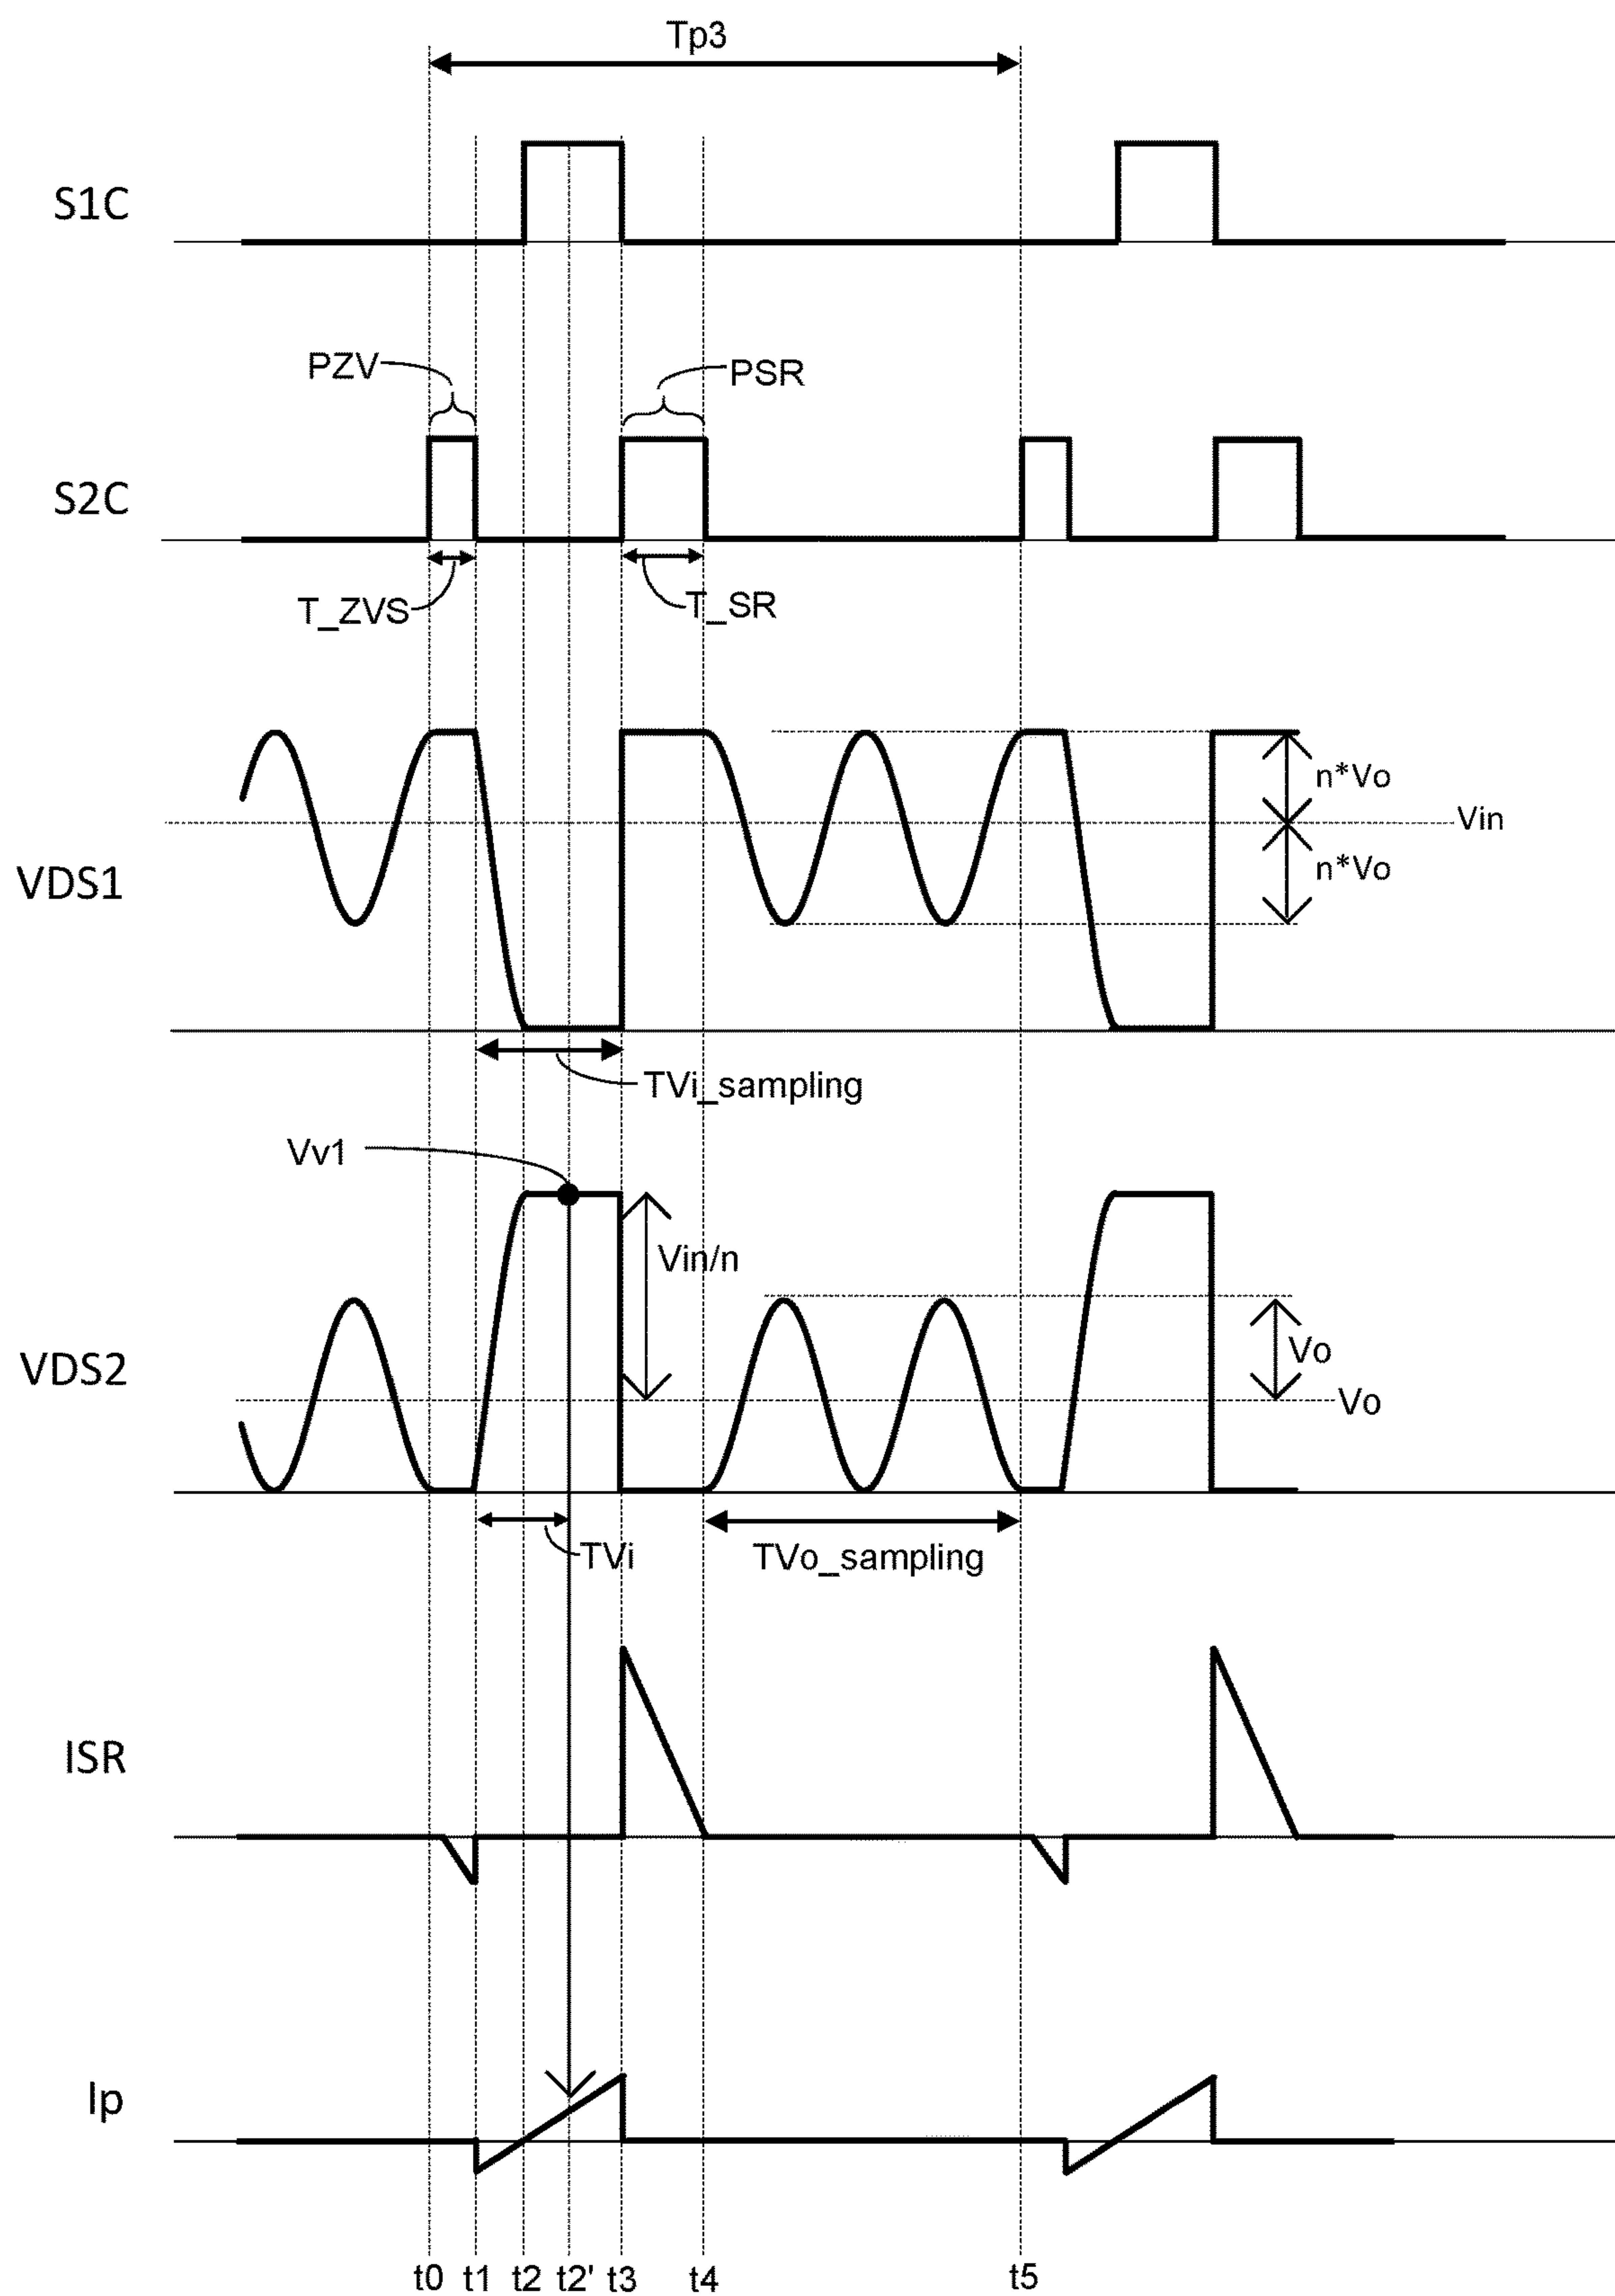 Tp3
S1C
PZV
PSR
S2C
T_ZVS
T_SR
n*Vo
Vin
n*Vo
VDS1
TVi_sampling
Vv1
Vin/n
Vo
VDS2
Vo
TVi
TVo_sampling
ISR
Ip
t0 t1 t2 t2' t3 t4 t5